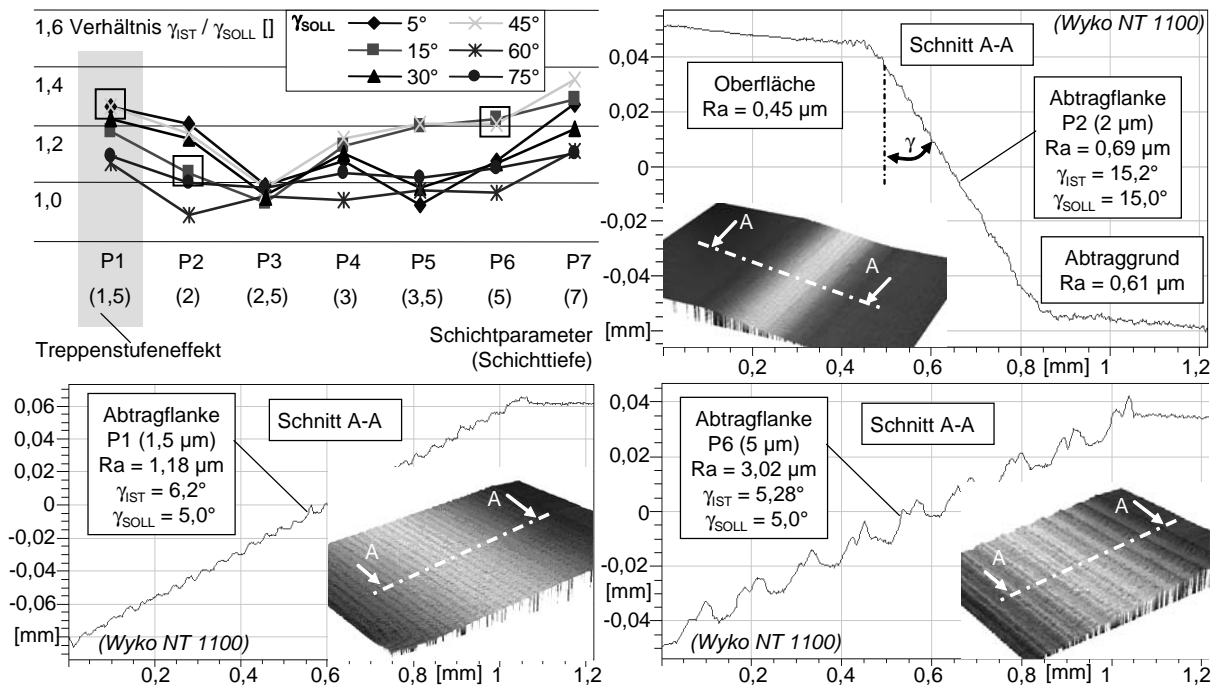 1,6 Verhältnis γIST / γSOLL []
1,4
1,2
1,0
γSOLL
5°
15°
30°
45°
60°
75°
P1 P2 P3 P4 P5 P6 P7
(1,5) (2) (2,5) (3) (3,5) (5) (7)
Treppenstufeneffekt
Schichtparameter
(Schichttiefe)
(Wyko NT 1100)
Schnitt A-A
Oberfläche
Ra = 0,45 µm
Abtragflanke
P2 (2 µm)
Ra = 0,69 µm
γIST = 15,2°
γSOLL = 15,0°
γ
Abtraggrund
Ra = 0,61 µm
A
A
0,04
0,02
0
-0,02
-0,04
[mm]
0,2 0,4 0,6 0,8 [mm] 1 1,2
Abtragflanke
P1 (1,5 µm)
Ra = 1,18 µm
γIST = 6,2°
γSOLL = 5,0°
Schnitt A-A
A
A
0,06
0,04
0,02
0
-0,02
-0,04
-0,06
[mm]
(Wyko NT 1100)
0,2 0,4 0,6 0,8 [mm] 1 1,2
Abtragflanke
P6 (5 µm)
Ra = 3,02 µm
γIST = 5,28°
γSOLL = 5,0°
Schnitt A-A
A
A
0,04
0,02
0
-0,02
[mm]
-0,04
(Wyko NT 1100)
0,2 0,4 0,6 0,8 [mm] 1 1,2